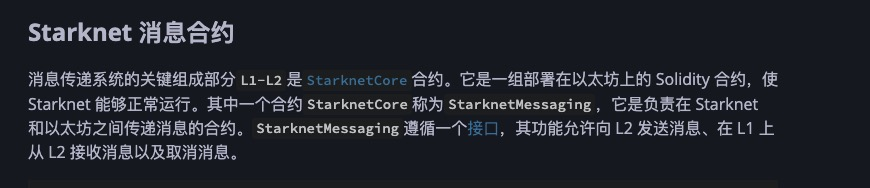 Starknet 消息合约
消息传递系统的关键组成部分 L1-L2 是 StarknetCore 合约。它是一组部署在以太坊上的 Solidity 合约，使
Starknet 能够正常运行。其中一个合约 StarknetCore 称为 StarknetMessaging ，它是负责在 Starknet
和以太坊之间传递消息的合约。 StarknetMessaging 遵循一个接口，其功能允许向 L2 发送消息、在 L1 上
从 L2 接收消息以及取消消息。